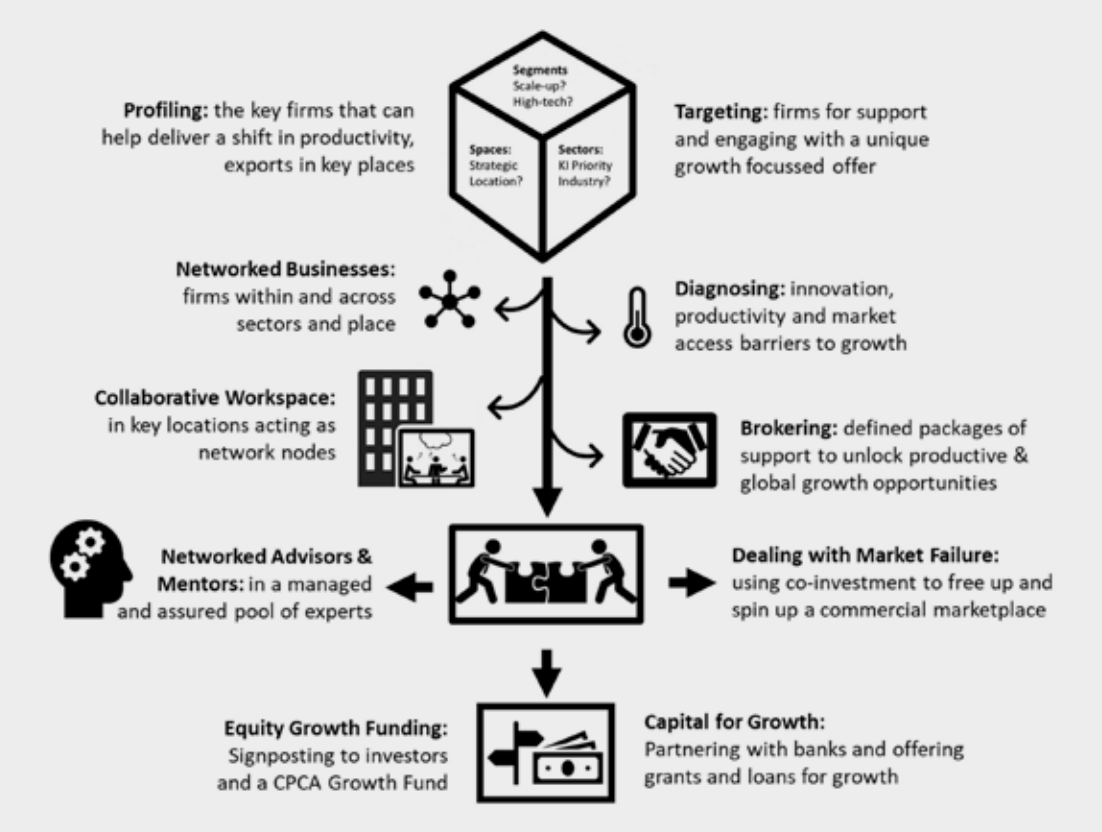 Segments
Scale-up?
High-tech?
Profiling: the key firms that can
help deliver a shift in productivity,
exports in key places
Spaces:
Strategic
Location?
Sectors:
KI Priority
Industry?
Targeting: firms for support
and engaging with a unique
growth focussed offer
Networked Businesses:
firms within and across
sectors and place
Diagnosing: innovation,
productivity and market
access barriers to growth
Collaborative Workspace:
in key locations acting as
network nodes
Brokering: defined packages of
support to unlock productive &
global growth opportunities
Networked Advisors &
Mentors: in a managed
and assured pool of experts
Dealing with Market Failure:
using co-investment to free up and
spin up a commercial marketplace
Equity Growth Funding:
Signposting to investors
and a CPCA Growth Fund
Capital for Growth:
Partnering with banks and offering
grants and loans for growth